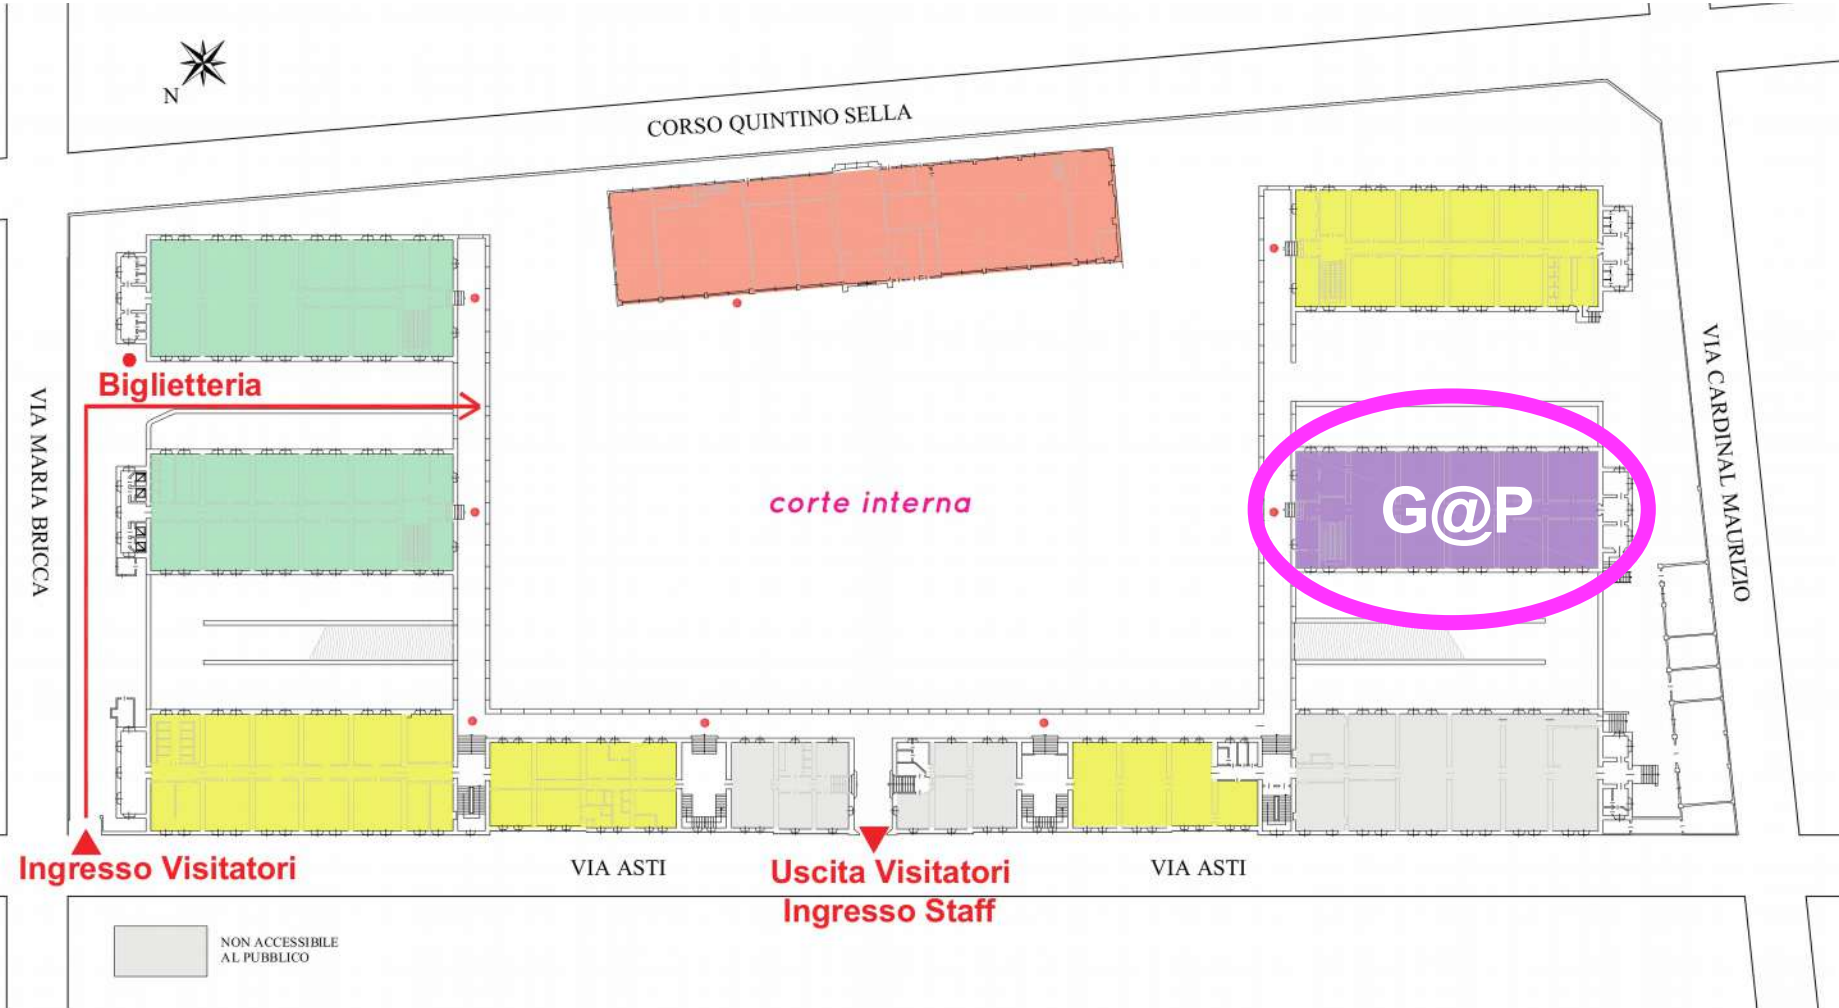 N
CORSO QUINTINO SELLA
Biglietteria
VIA MARIA BRICCA
corte interna
G@P
VIA CARDINAL MAURIZIO
Ingresso Visitatori
VIA ASTI
Uscita Visitatori
Ingresso Staff
VIA ASTI
NON ACCESSIBILE
AL PUBBLICO